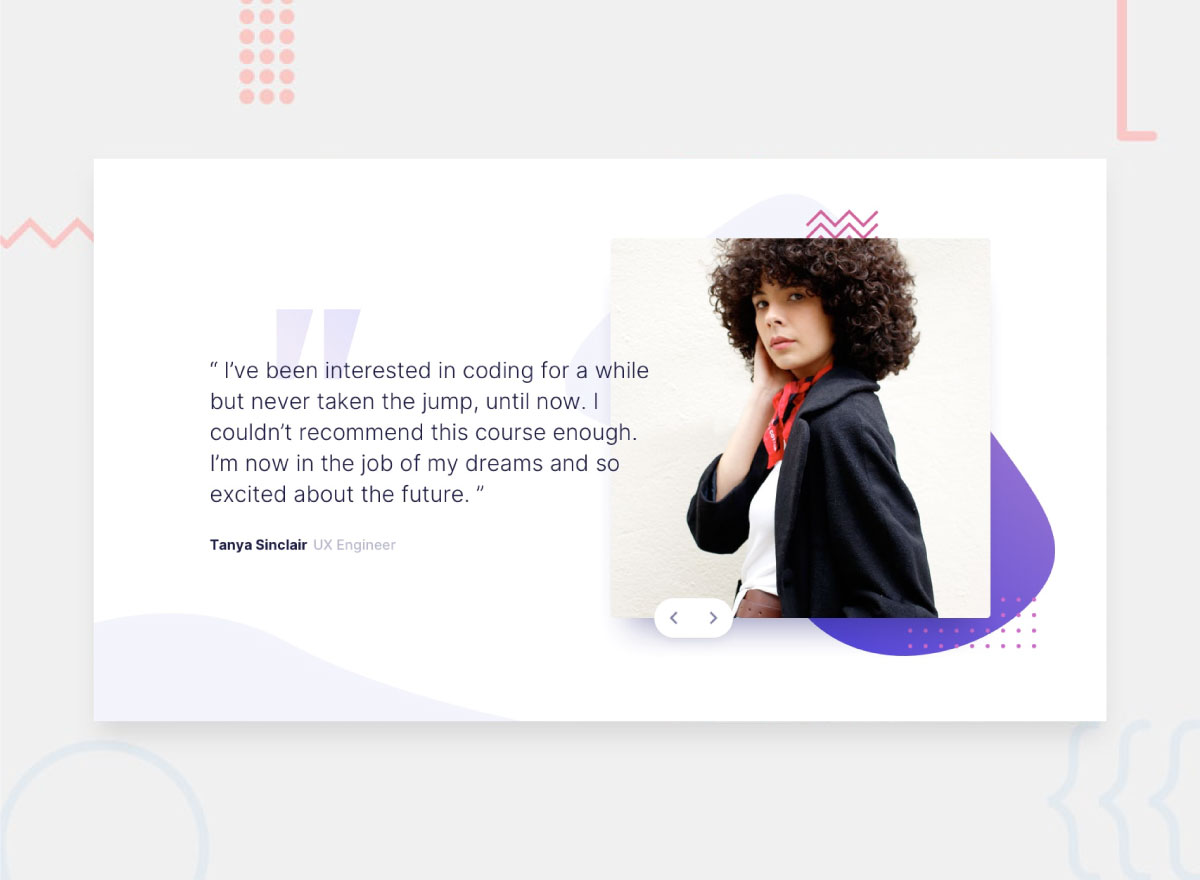 “ I’ve been interested in coding for a while
but never taken the jump, until now. I
couldn’t recommend this course enough.
I’m now in the job of my dreams and so
excited about the future. ”
Tanya Sinclair UX Engineer